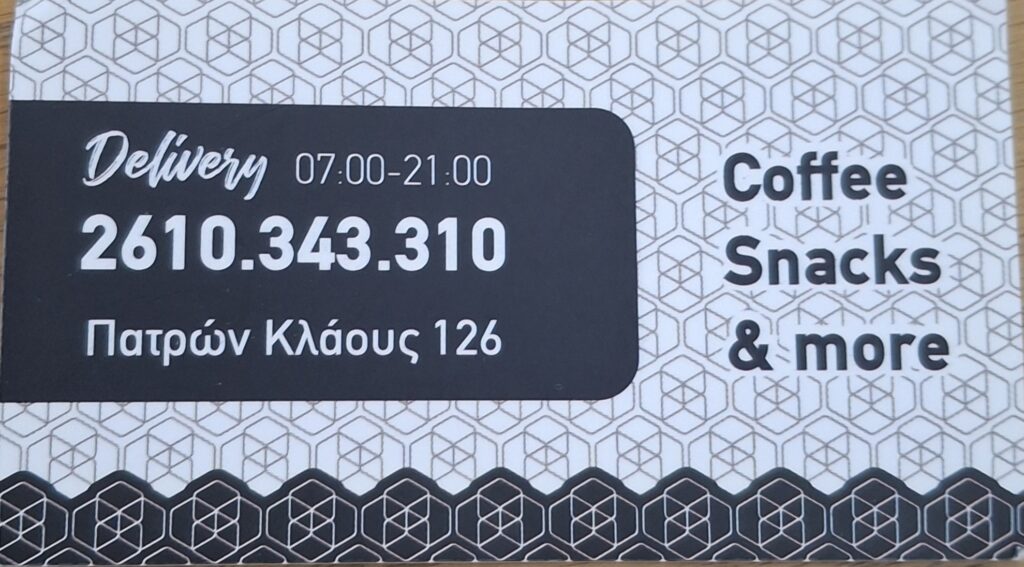 Delivery 07:00-21:00
2610.343.310
Πατρών Κλάους 126
Coffee
Snacks
& more